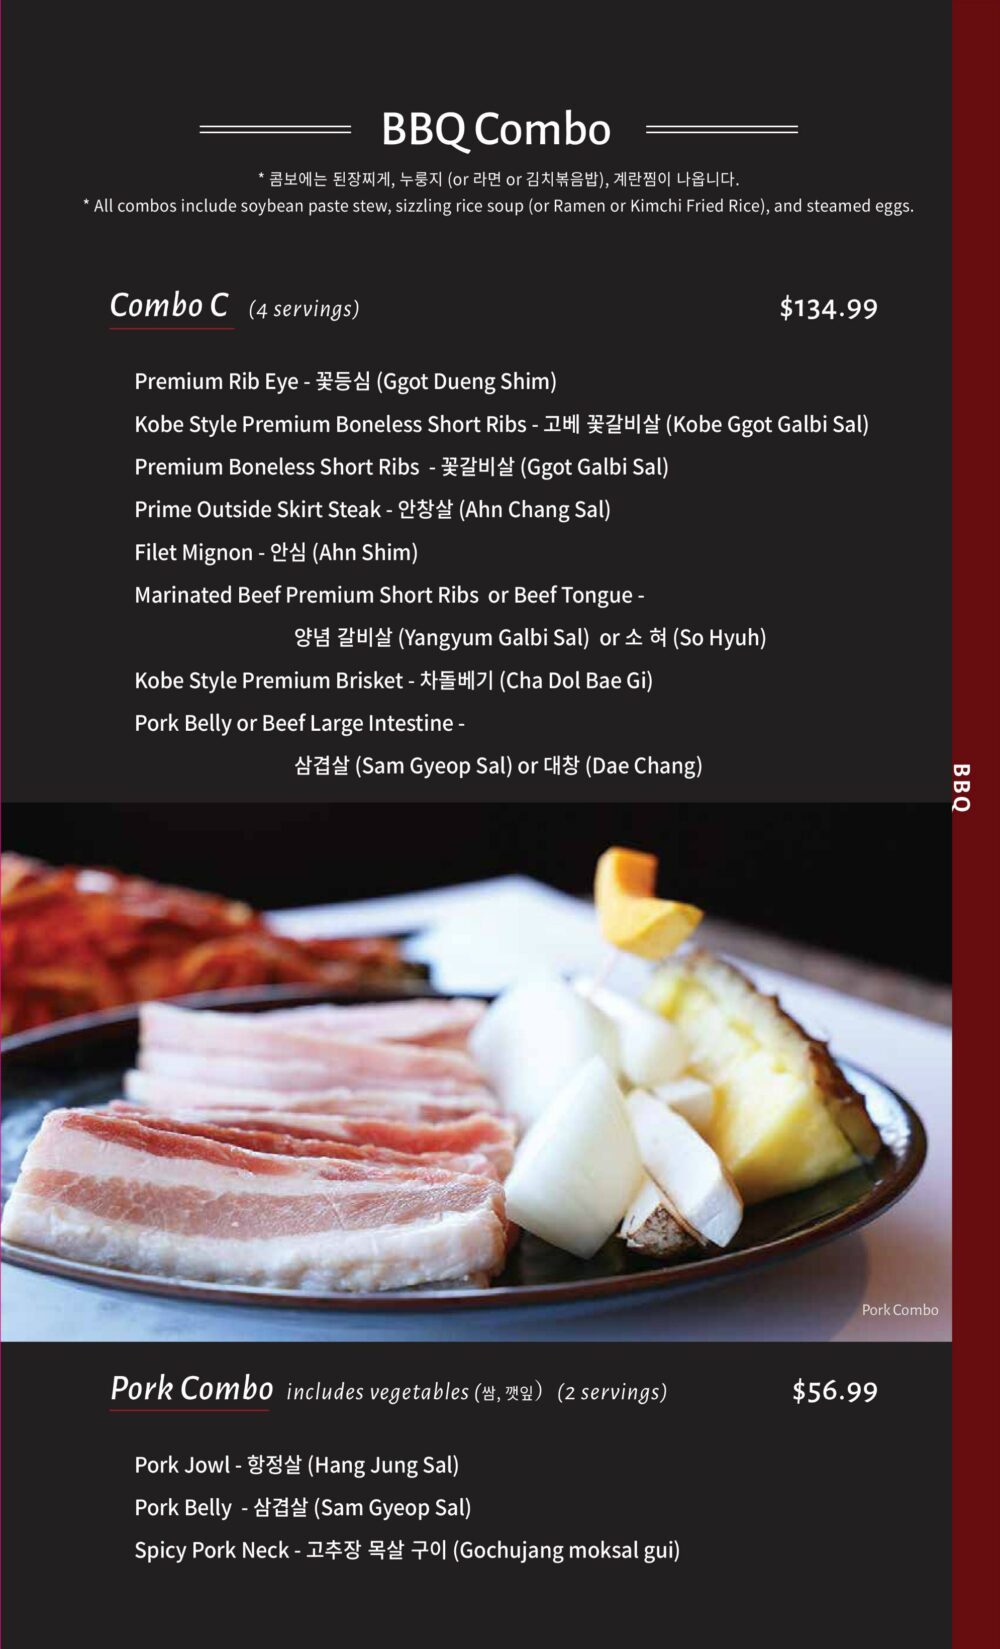 BBQ Combo
* 콤보에는 된장찌게, 누룽지 (or 라면 or 김치볶음밥), 계란찜이 나옵니다.
* All combos include soybean paste stew, sizzling rice soup (or Ramen or Kimchi Fried Rice), and steamed eggs.
Combo C (4 servings) $134.99
Premium Rib Eye - 꽃등심 (Ggot Dueng Shim)
Kobe Style Premium Boneless Short Ribs - 고베 꽃갈비살 (Kobe Ggot Galbi Sal)
Premium Boneless Short Ribs - 꽃갈비살 (Ggot Galbi Sal)
Prime Outside Skirt Steak - 안창살 (Ahn Chang Sal)
Filet Mignon - 안심 (Ahn Shim)
Marinated Beef Premium Short Ribs or Beef Tongue -
양념 갈비살 (Yangyum Galbi Sal) or 소 혀 (So Hyuh)
Kobe Style Premium Brisket - 차돌베기 (Cha Dol Bae Gi)
Pork Belly or Beef Large Intestine -
삼겹살 (Sam Gyeop Sal) or 대창 (Dae Chang)
BBQ
Pork Combo
Pork Combo includes vegetables (쌈, 깻잎) (2 servings) $56.99
Pork Jowl - 항정살 (Hang Jung Sal)
Pork Belly - 삼겹살 (Sam Gyeop Sal)
Spicy Pork Neck - 고추장 목살 구이 (Gochujang moksal gui)